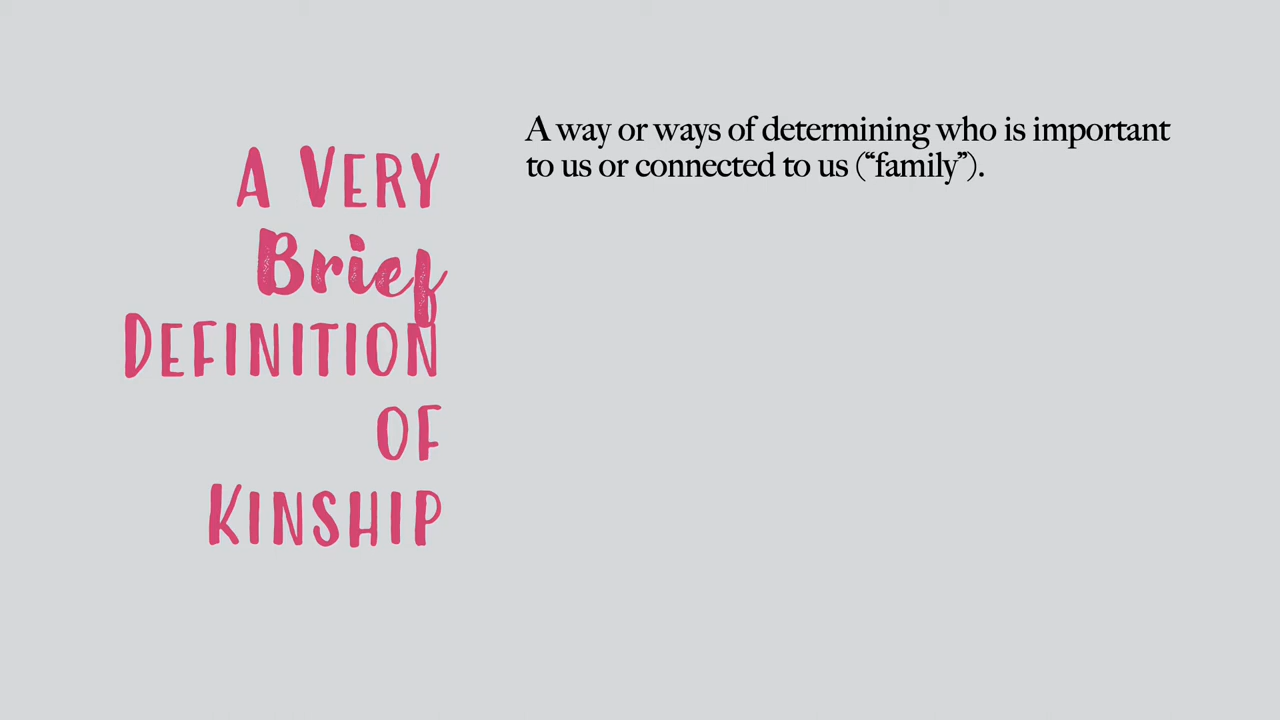 A VERY
Brief
DEFINITION
OF
KINSHIP
A way or ways of determining who is important
to us or connected to us (“family”).